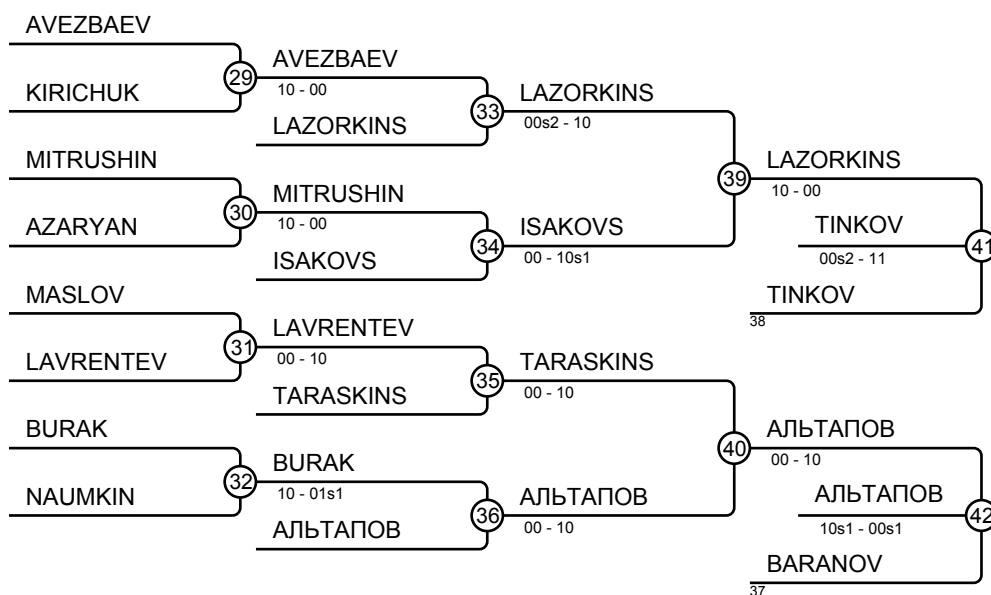 AVEZBAEV
KIRICHUK
29
AVEZBAEV
10 - 00
LAZORKINS
33
LAZORKINS
00s2 - 10
MITRUSHIN
AZARYAN
30
MITRUSHIN
10 - 00
ISAKOVS
34
ISAKOVS
00 - 10s1
39
LAZORKINS
10 - 00
TINKOV
00s2 - 11
41
TINKOV
38
MASLOV
LAVRENTEV
31
LAVRENTEV
00 - 10
TARASKINS
35
TARASKINS
00 - 10
BURAK
NAUMKIN
32
BURAK
10 - 01s1
АЛЬТАПОВ
36
АЛЬТАПОВ
00 - 10
40
АЛЬТАПОВ
00 - 10
АЛЬТАПОВ
10s1 - 00s1
42
BARANOV
37